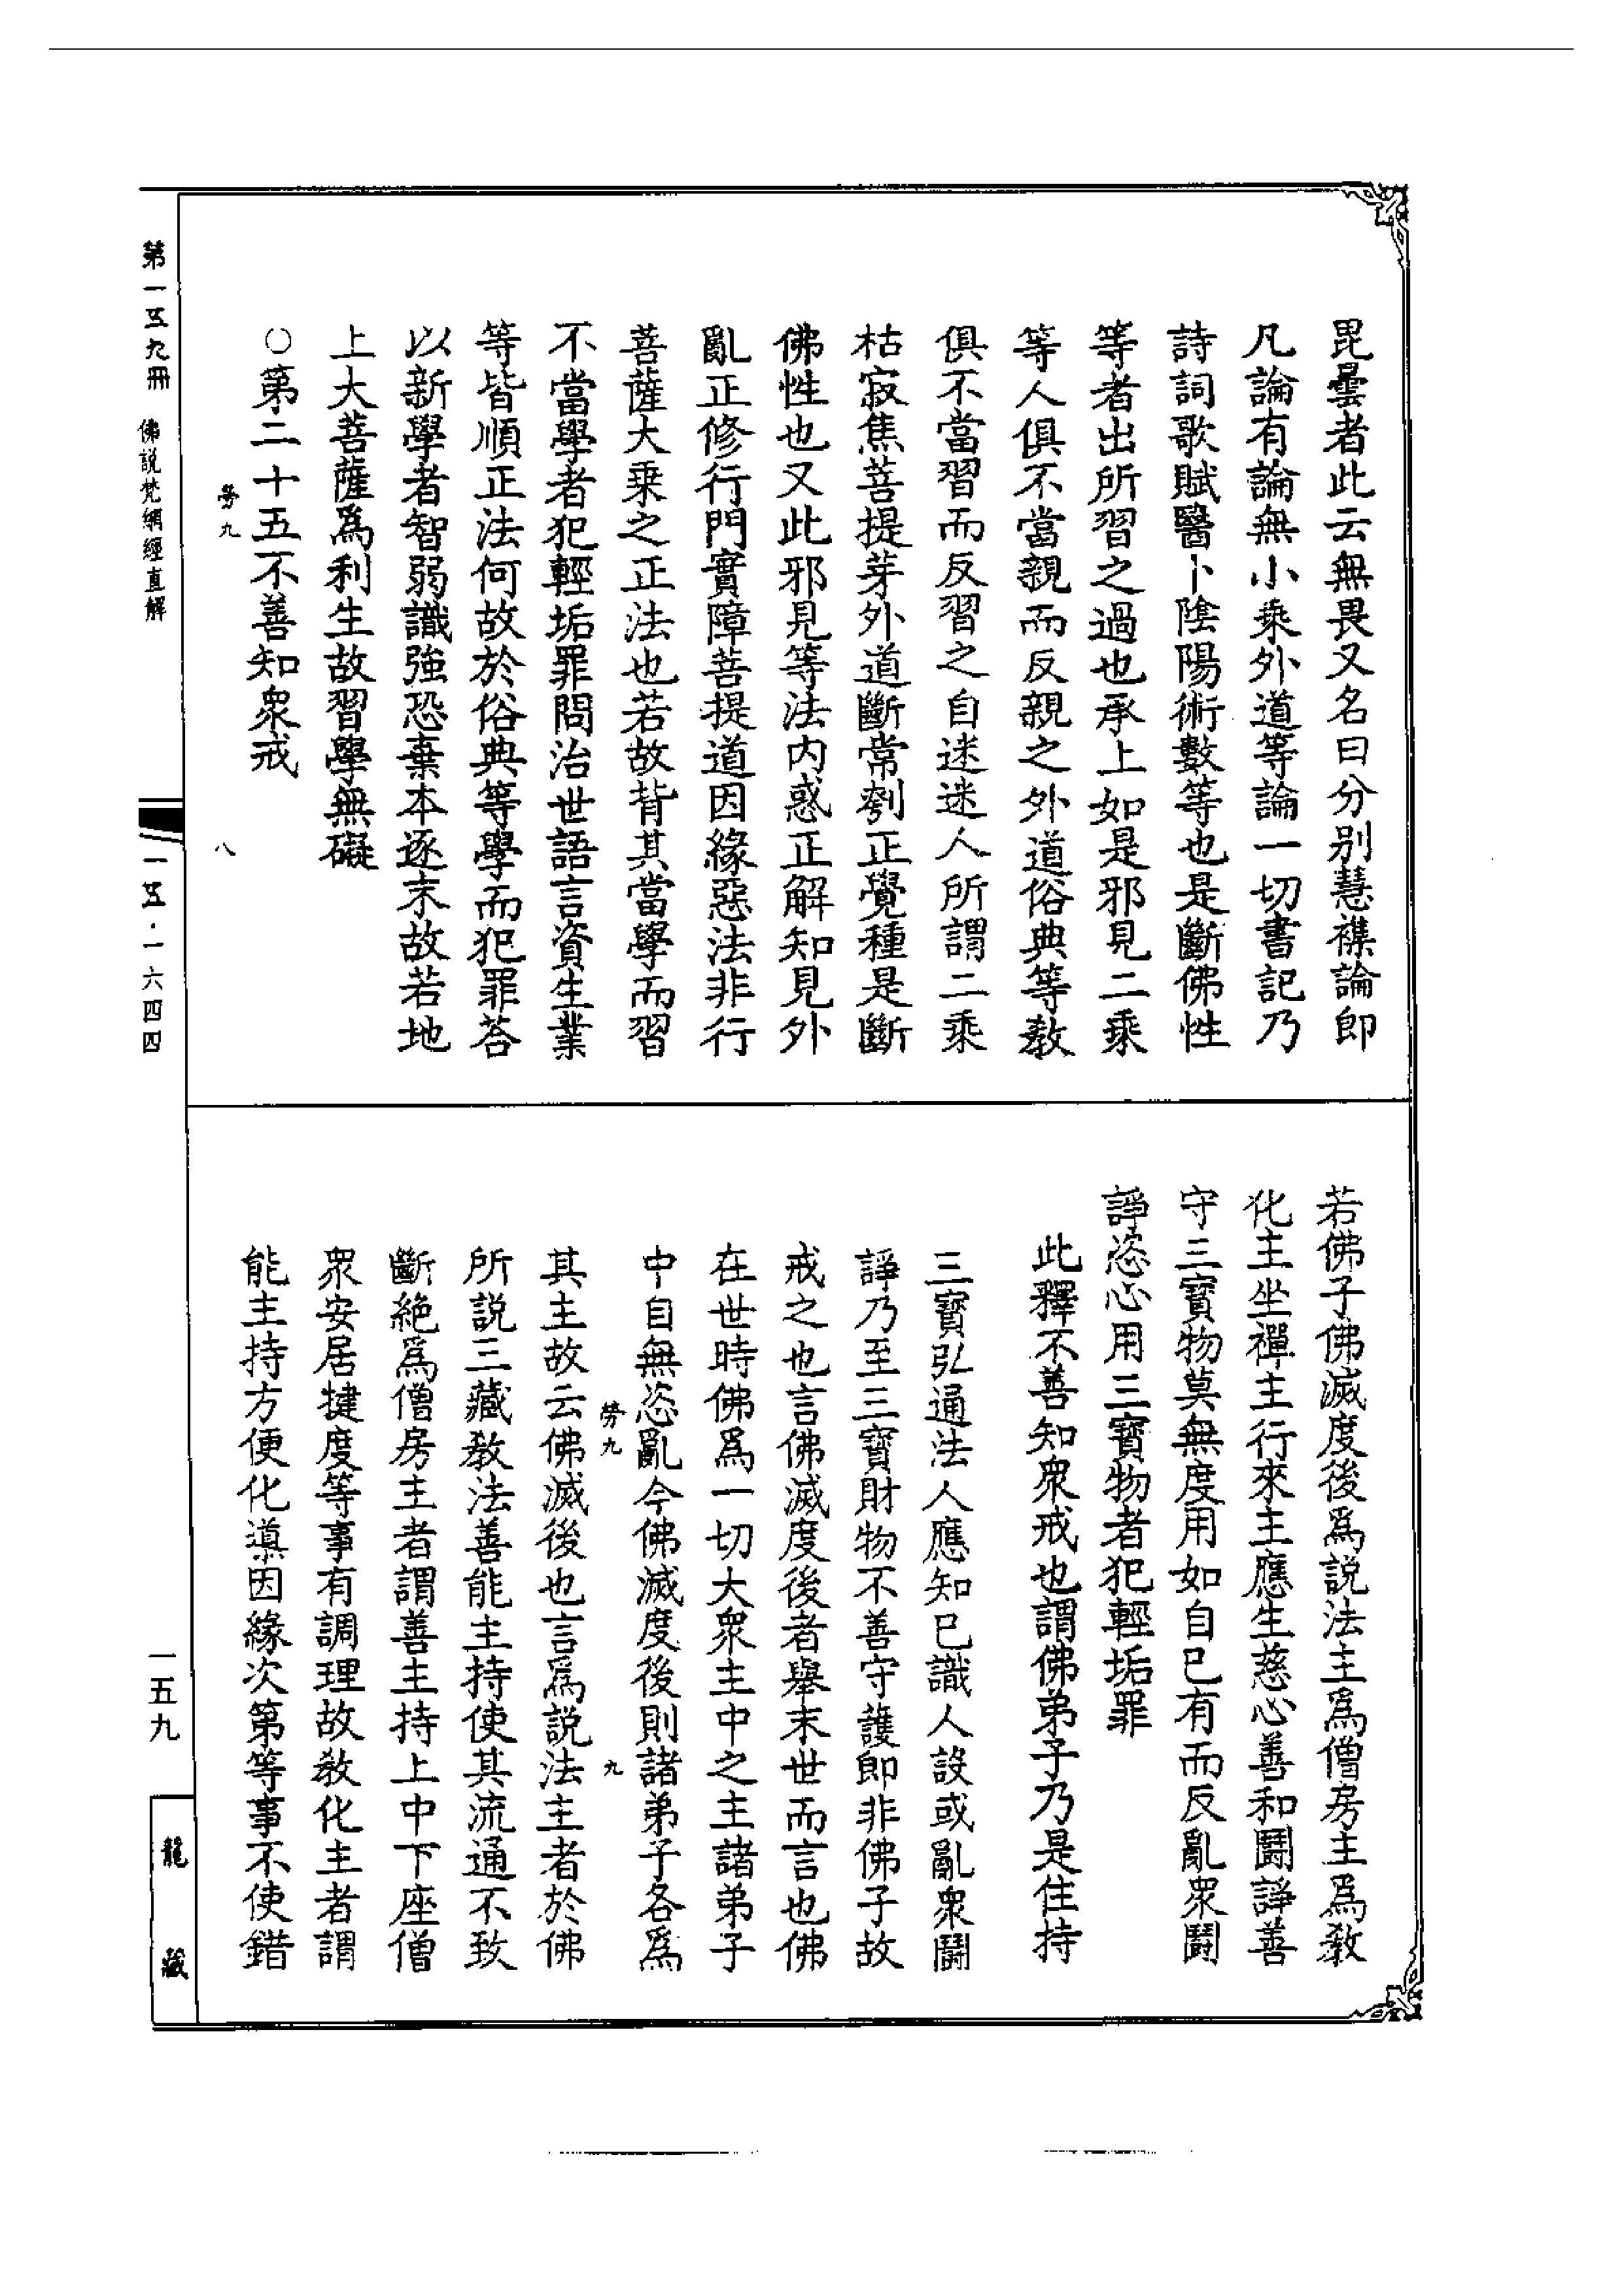 毘曇者此云無畏又名曰分別慧襍論即
凡論有論無小乘外道等論一切書記乃
詩詞歌賦醫卜陰陽術數等也是斷佛性
等者出所習之過也承上如是邪見二乘
等人俱不當親而反親之外道俗典等教
俱不當習而反習之自迷迷人所謂二乘
枯寂焦菩提芽外道斷常刳正覺種是斷
佛性也又此邪見等法内惑正解知見外
亂正修行門實障菩提道因緣惡法非行
菩薩大乘之正法也若故背其當學而習
不當學者犯輕垢罪問治世語言資生業
等皆順正法何故於俗典等學而犯罪荅
以新學者智弱識強恐棄本逐末故若地
上大菩薩爲利生故習學無礙
○第二十五不善知衆戒
勞九
八
若佛子佛滅度後爲說法主爲僧房主爲教
化主坐禪主行來主應生慈心善和鬬諍善
守三寶物莫無度用如自己有而反亂衆鬬
諍恣心用三寶物者犯輕垢罪
此釋不善知衆戒也謂佛弟子乃是住持
三寶弘通法人應知已識人設或亂衆鬬
諍乃至三寶財物不善守護即非佛子故
戒之也言佛滅度後者舉末世而言也佛
在世時佛爲一切大衆主中之主諸弟子
中自無恣亂今佛滅度後則諸弟子各爲
勞九
九
其主故云佛滅後也言爲說法主者於佛
所說三藏教法善能主持使其流通不致
斷絶爲僧房主者謂善主持上中下座僧
衆安居揵度等事有調理故教化主者謂
能主持方便化導因緣次第等事不使錯
第一五九冊
佛說梵網經直解
一五·一六四四
一五九
龍藏